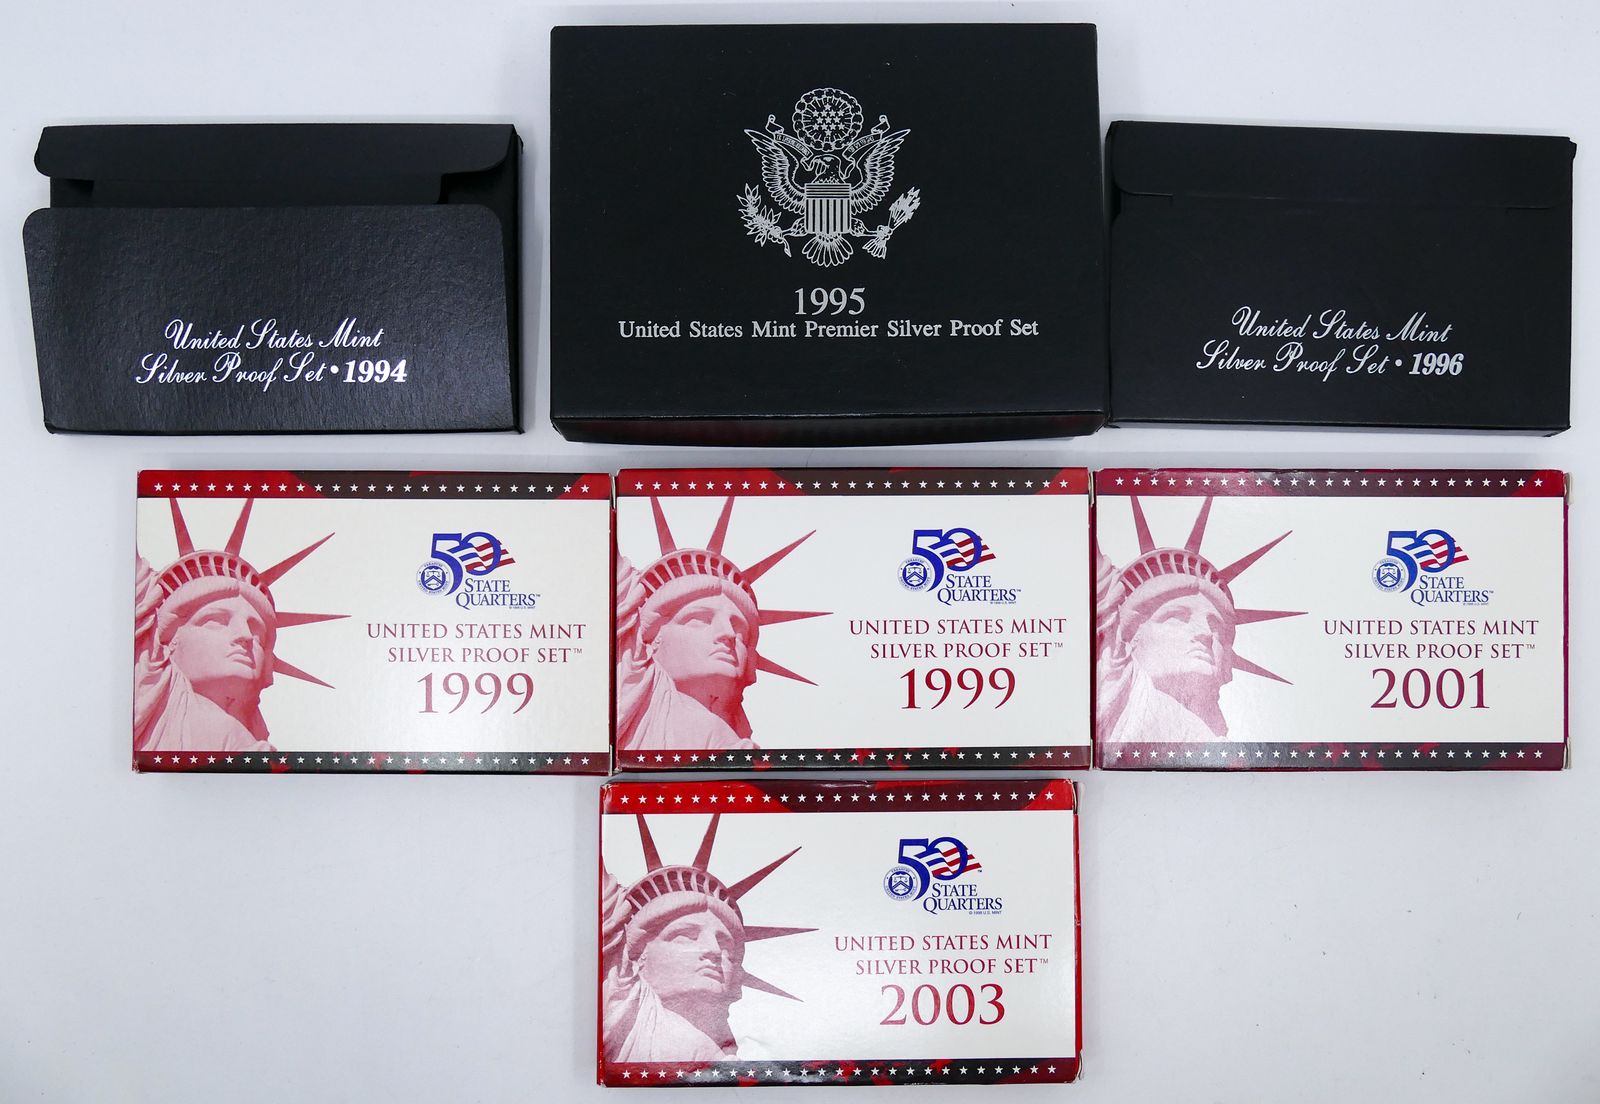 United States Mint
Silver Proof Set • 1994
1995
United States Mint Premier Silver Proof Set
United States Mint
Silver Proof Set • 1996
50
STATE
QUARTERS™
UNITED STATES MINT
SILVER PROOF SET™
1999
50
STATE
QUARTERS™
UNITED STATES MINT
SILVER PROOF SET™
1999
50
STATE
QUARTERS™
UNITED STATES MINT
SILVER PROOF SET™
2001
50
STATE
QUARTERS
UNITED STATES MINT
SILVER PROOF SET™
2003